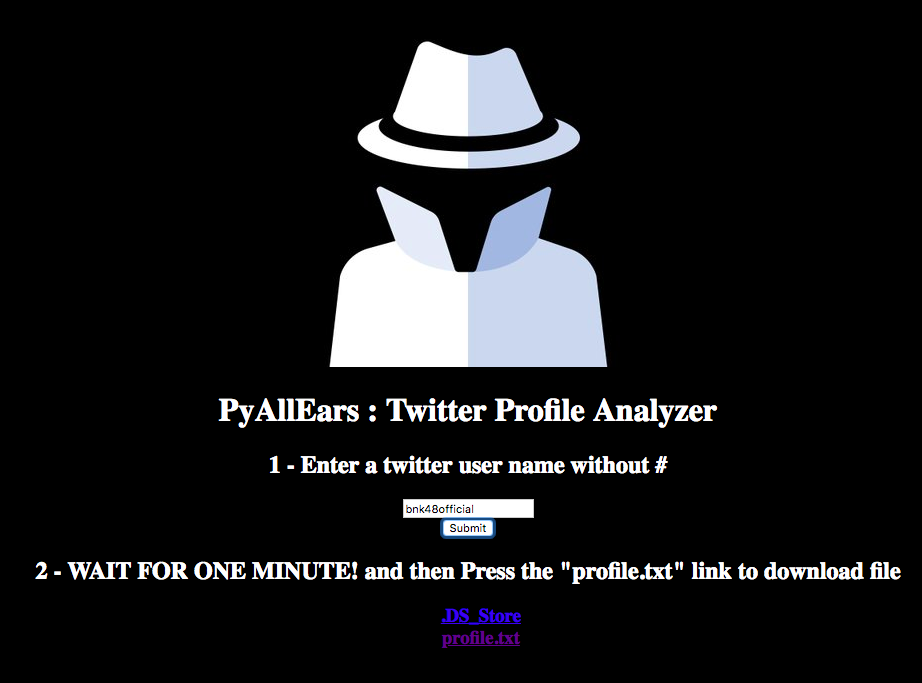 PyAllEars : Twitter Profile Analyzer
1 - Enter a twitter user name without #
bnk48official
Submit
2 - WAIT FOR ONE MINUTE! and then Press the "profile.txt" link to download file
.DS_Store
profile.txt